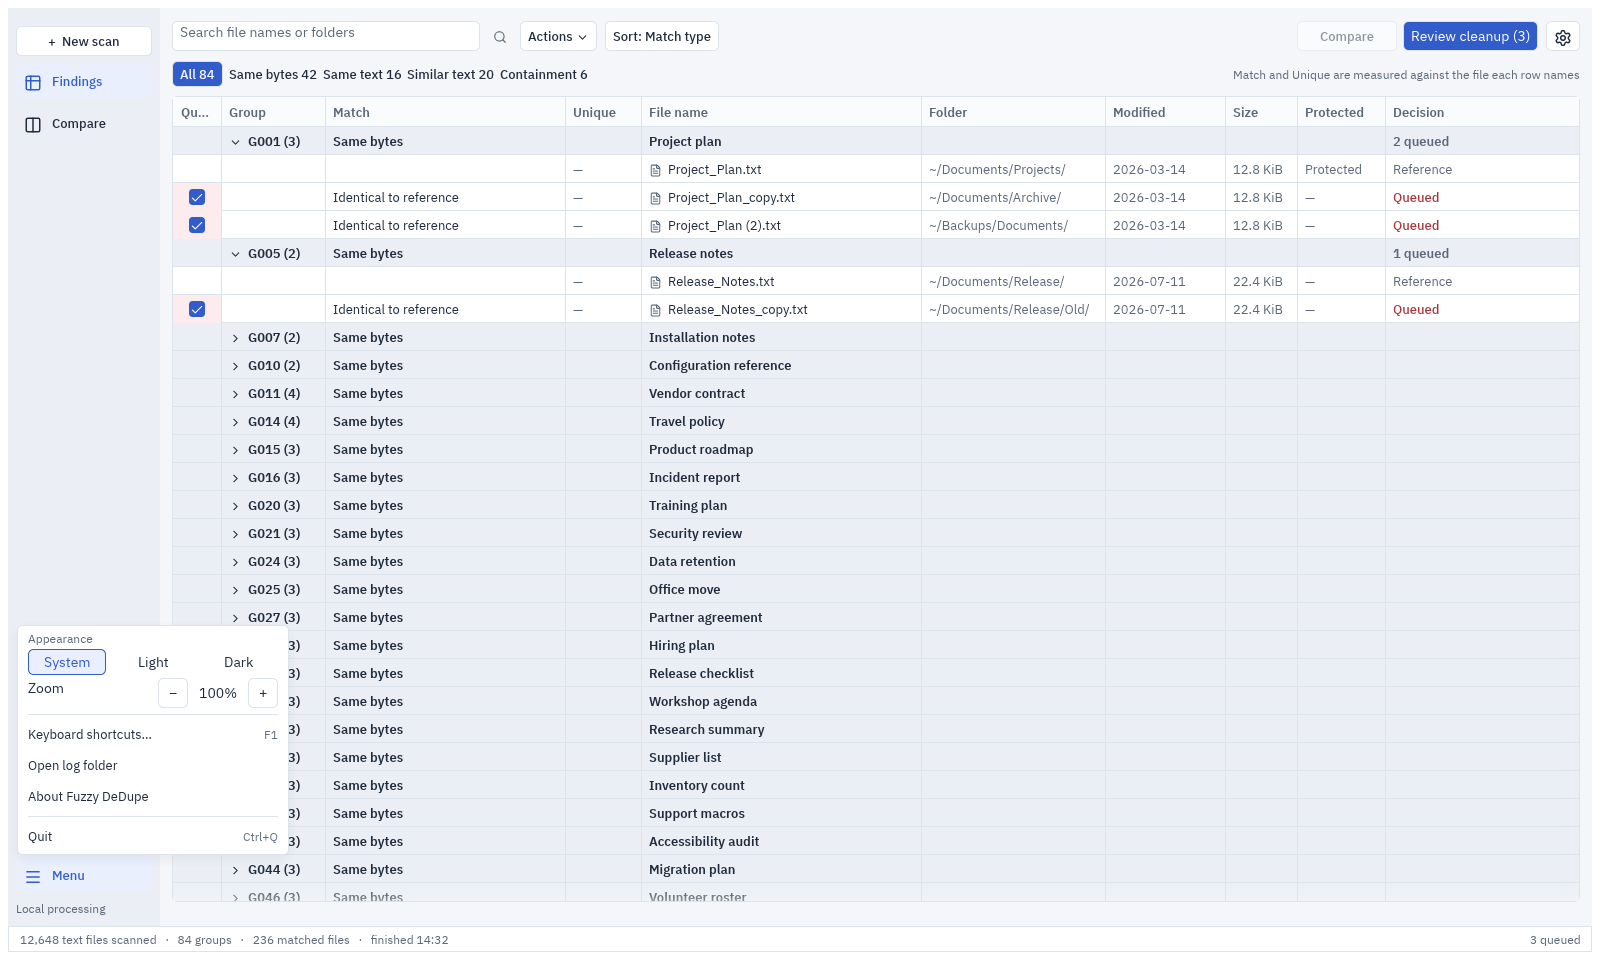 + New scan
Findings
Compare
Search file names or folders
Actions
Sort: Match type
Compare
Review cleanup (3)
All 84 Same bytes 42 Same text 16 Similar text 20 Containment 6
Match and Unique are measured against the file each row names
Qu... Group Match Unique File name Folder Modified Size Protected Decision
G001 (3) Same bytes Project plan 2 queued
— Project_Plan.txt ~/Documents/Projects/ 2026-03-14 12.8 KiB Protected Reference
Identical to reference — Project_Plan_copy.txt ~/Documents/Archive/ 2026-03-14 12.8 KiB — Queued
Identical to reference — Project_Plan (2).txt ~/Backups/Documents/ 2026-03-14 12.8 KiB — Queued
G005 (2) Same bytes Release notes 1 queued
— Release_Notes.txt ~/Documents/Release/ 2026-07-11 22.4 KiB — Reference
Identical to reference — Release_Notes_copy.txt ~/Documents/Release/Old/ 2026-07-11 22.4 KiB — Queued
G007 (2) Same bytes Installation notes
G010 (2) Same bytes Configuration reference
G011 (4) Same bytes Vendor contract
G014 (4) Same bytes Travel policy
G015 (3) Same bytes Product roadmap
G016 (3) Same bytes Incident report
G020 (3) Same bytes Training plan
G021 (3) Same bytes Security review
G024 (3) Same bytes Data retention
G025 (3) Same bytes Office move
G027 (3) Same bytes Partner agreement
3) Same bytes Hiring plan
3) Same bytes Release checklist
3) Same bytes Workshop agenda
3) Same bytes Research summary
3) Same bytes Supplier list
3) Same bytes Inventory count
3) Same bytes Support macros
3) Same bytes Accessibility audit
G044 (3) Same bytes Migration plan
G046 (3) Same bytes Volunteer roster
Appearance
System Light Dark
Zoom − 100% +
Keyboard shortcuts... F1
Open log folder
About Fuzzy DeDupe
Quit Ctrl+Q
Menu
Local processing
12,648 text files scanned · 84 groups · 236 matched files · finished 14:32
3 queued